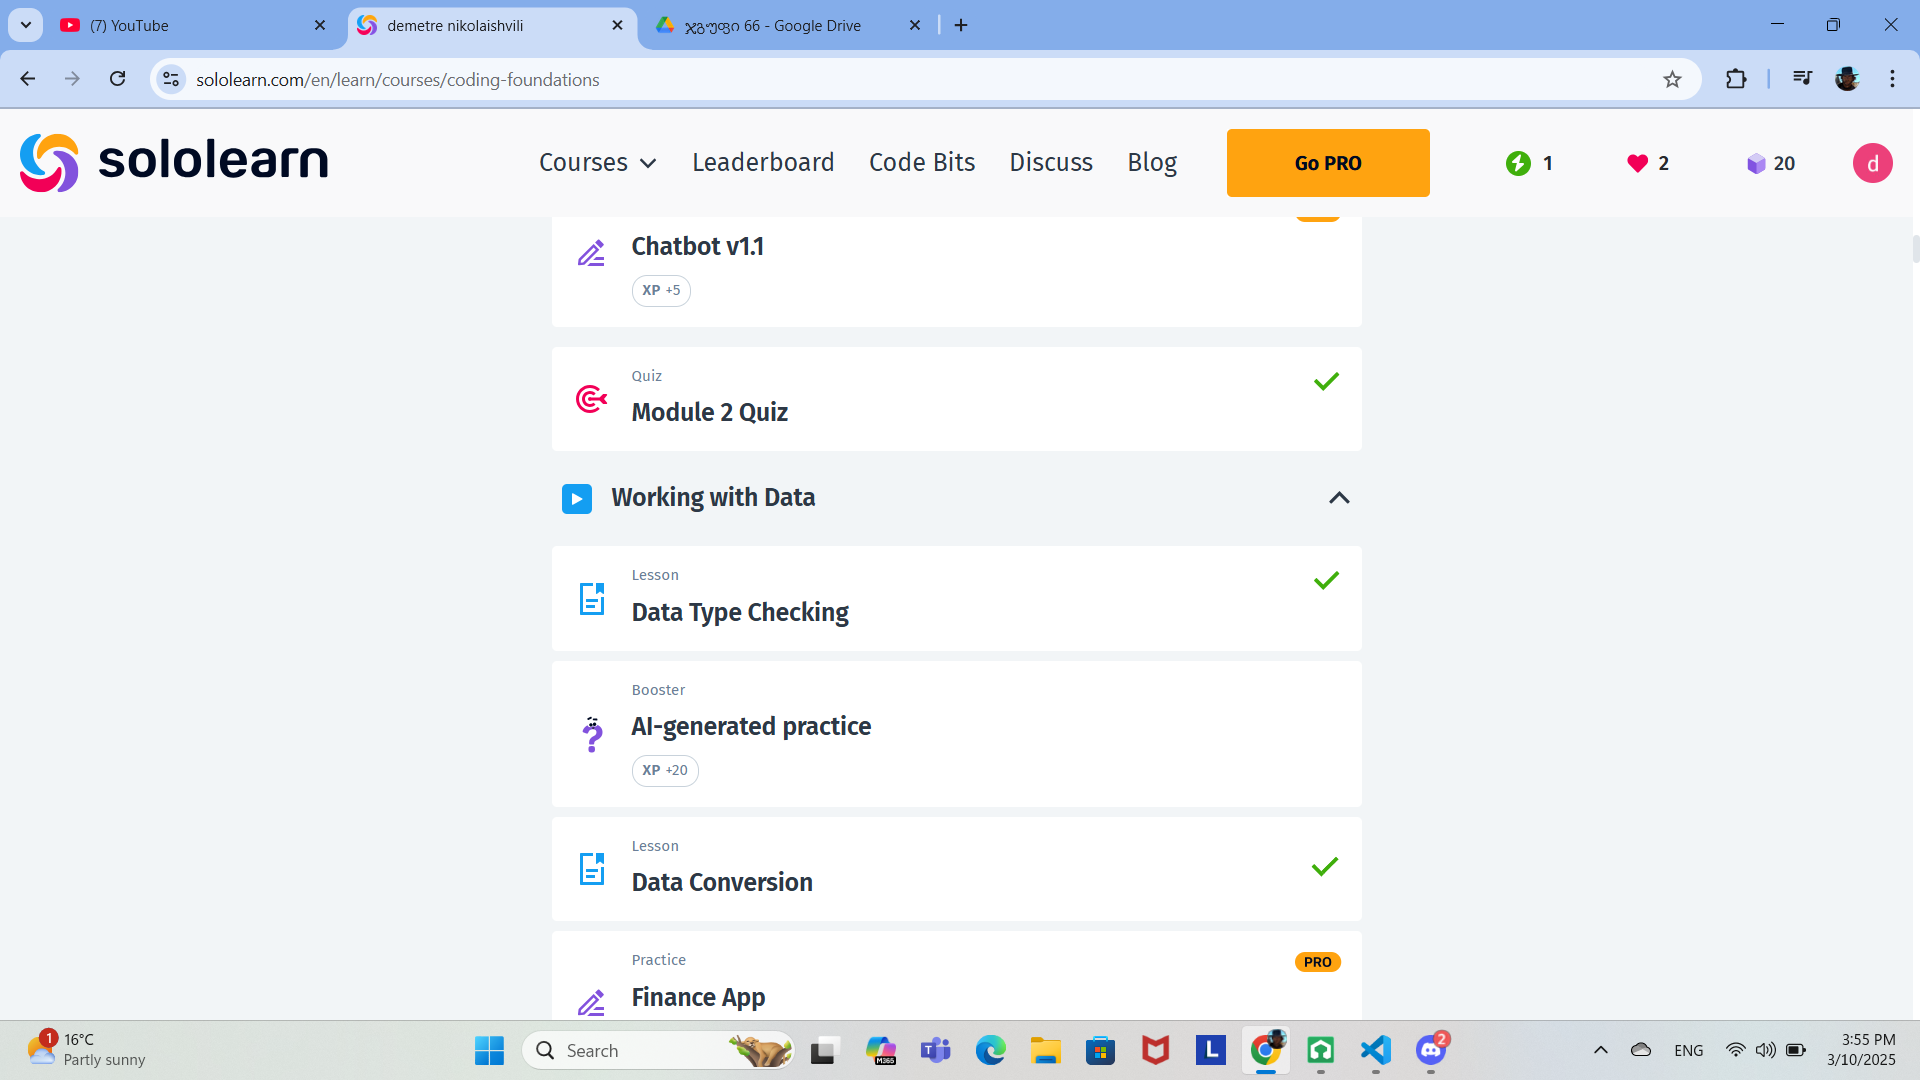 (7) YouTube
demetre nikolaishvili
ჯგუფი 66 - Google Drive
sololearn.com/en/learn/courses/coding-foundations
sololearn
Courses
Leaderboard
Code Bits
Discuss
Blog
Go PRO
1
2
20
d
Chatbot v1.1
XP +5
Quiz
Module 2 Quiz
Working with Data
Lesson
Data Type Checking
Booster
AI-generated practice
XP +20
Lesson
Data Conversion
Practice
PRO
Finance App
1
16°C
Partly sunny
Search
M365
T
L
2
ENG
3:55 PM
3/10/2025